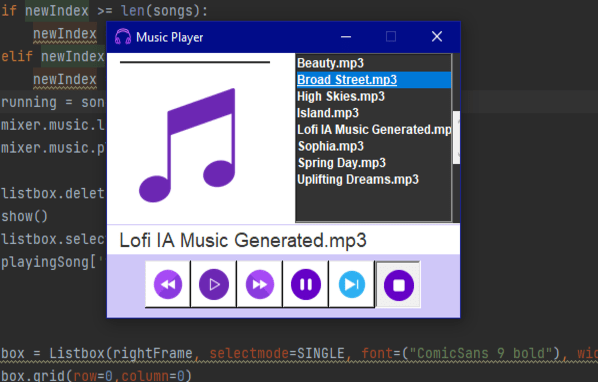 if newIndex >= len(songs):
newIndex
elif newIndex
newIndex
running = son
mixer.music.l
mixer.music.p
listbox.delet
show()
listbox.selec
playingSong['
Music Player
Beauty.mp3
Broad Street.mp3
High Skies.mp3
Island.mp3
Lofi IA Music Generated.mp
Sophia.mp3
Spring Day.mp3
Uplifting Dreams.mp3
Lofi IA Music Generated.mp3
box = Listbox(rightFrame, selectmode=SINGLE, font=("ComicSans 9 bold"), wid
box.grid(row=0,column=0)